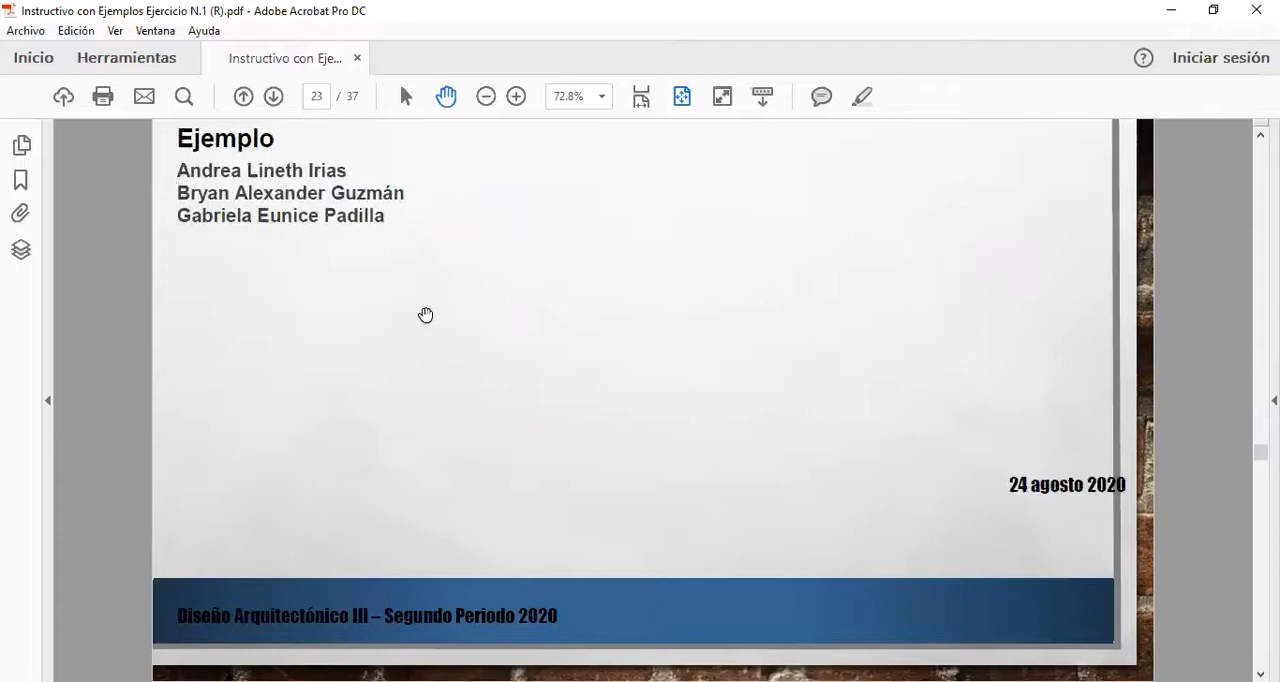 Instructivo con Ejemplos Ejercicio N.1 (R).pdf - Adobe Acrobat Pro DC
Archivo Edición Ver Ventana Ayuda
Inicio Herramientas Instructivo con Eje... × ? Iniciar sesión
23 / 37 72.8%
Ejemplo
Andrea Lineth Irias
Bryan Alexander Guzmán
Gabriela Eunice Padilla
24 agosto 2020
Diseño Arquitectónico III – Segundo Periodo 2020